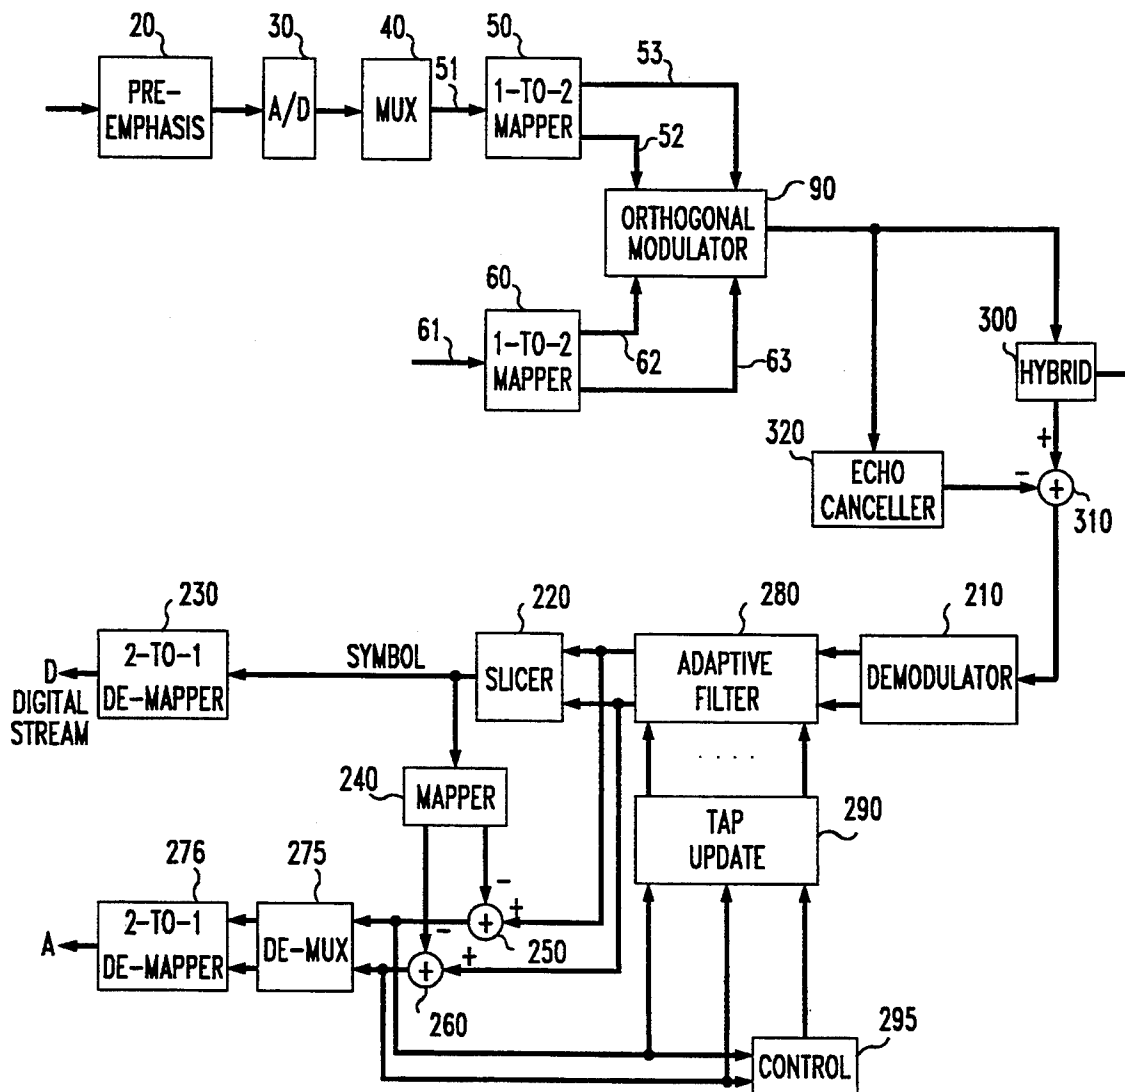 20
30
40
50
53
PRE-
EMPHASIS
A/D
MUX
51
1-TO-2
MAPPER
52
90
ORTHOGONAL
MODULATOR
60
61
1-TO-2
MAPPER
62
63
300
HYBRID
+
320
ECHO
CANCELLER
-
+
310
230
220
280
210
D
DIGITAL
STREAM
2-TO-1
DE-MAPPER
SYMBOL
SLICER
ADAPTIVE
FILTER
DEMODULATOR
. . . .
240
MAPPER
TAP
UPDATE
290
276
275
-
+
+
250
A
2-TO-1
DE-MAPPER
DE-MUX
-
+
+
260
295
CONTROL